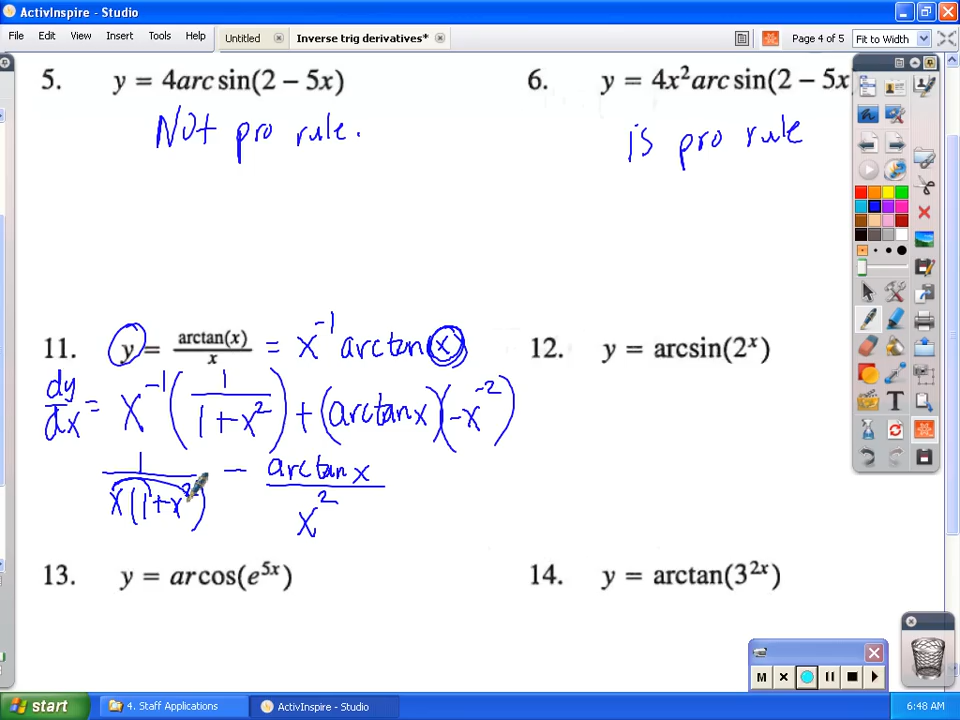 ActivInspire - Studio
File Edit View Insert Tools Help Untitled Inverse trig derivatives* Page 4 of 5 Fit to Width
5. y = 4arc sin(2 − 5x)
6. y = 4x²arc sin(2 − 5x
Not pro rule.
is pro rule
11. y = arctan(x)/x = x⁻¹ arctan(x)
12. y = arcsin(2ˣ)
dy/dx = x⁻¹(1/(1+x²)) + (arctanx)(-x⁻²)
1/(x(1+x²)) − arctanx/x²
13. y = arcos(e⁵ˣ)
14. y = arctan(3²ˣ)
M
start 4. Staff Applications ActivInspire - Studio 6:48 AM